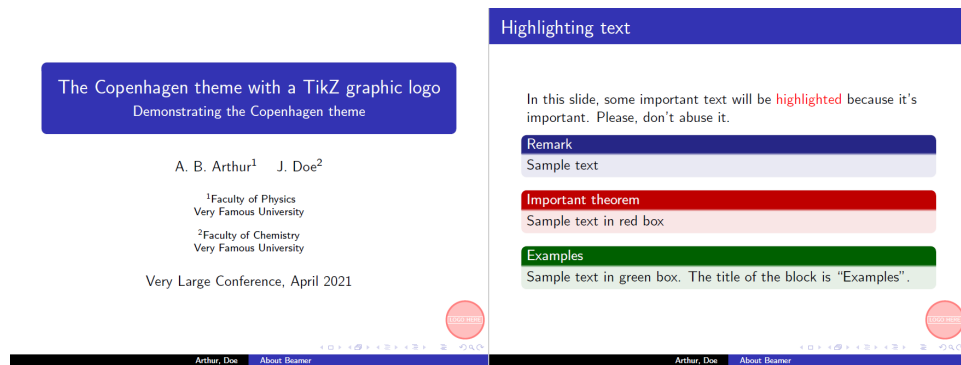 The Copenhagen theme with a TikZ graphic logo
Demonstrating the Copenhagen theme
A. B. Arthur¹ J. Doe²
¹Faculty of Physics
Very Famous University
²Faculty of Chemistry
Very Famous University
Very Large Conference, April 2021
LOGO HERE
Arthur, Doe About Beamer
Highlighting text
In this slide, some important text will be highlighted because it's
important. Please, don't abuse it.
Remark
Sample text
Important theorem
Sample text in red box
Examples
Sample text in green box. The title of the block is “Examples”.
LOGO HERE
Arthur, Doe About Beamer